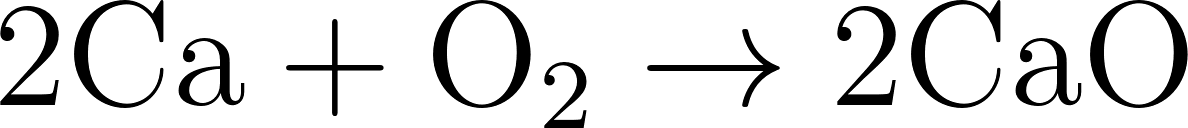 2Ca + O₂ → 2CaO